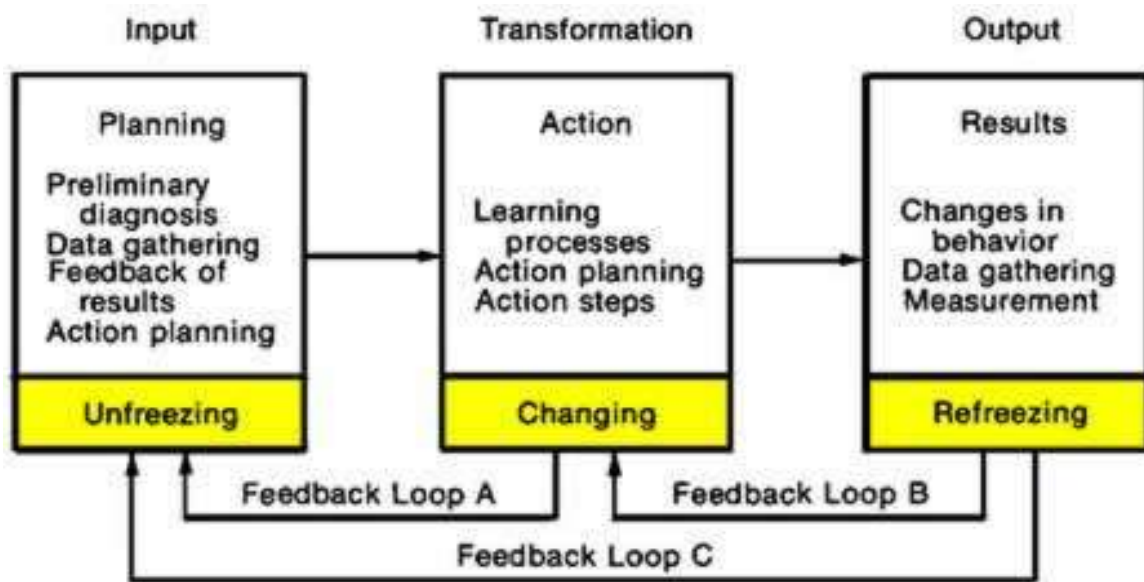 Input
Transformation
Output
Planning
Preliminary
diagnosis
Data gathering
Feedback of
results
Action planning
Unfreezing
Action
Learning
processes
Action planning
Action steps
Changing
Results
Changes in
behavior
Data gathering
Measurement
Refreezing
Feedback Loop A
Feedback Loop B
Feedback Loop C